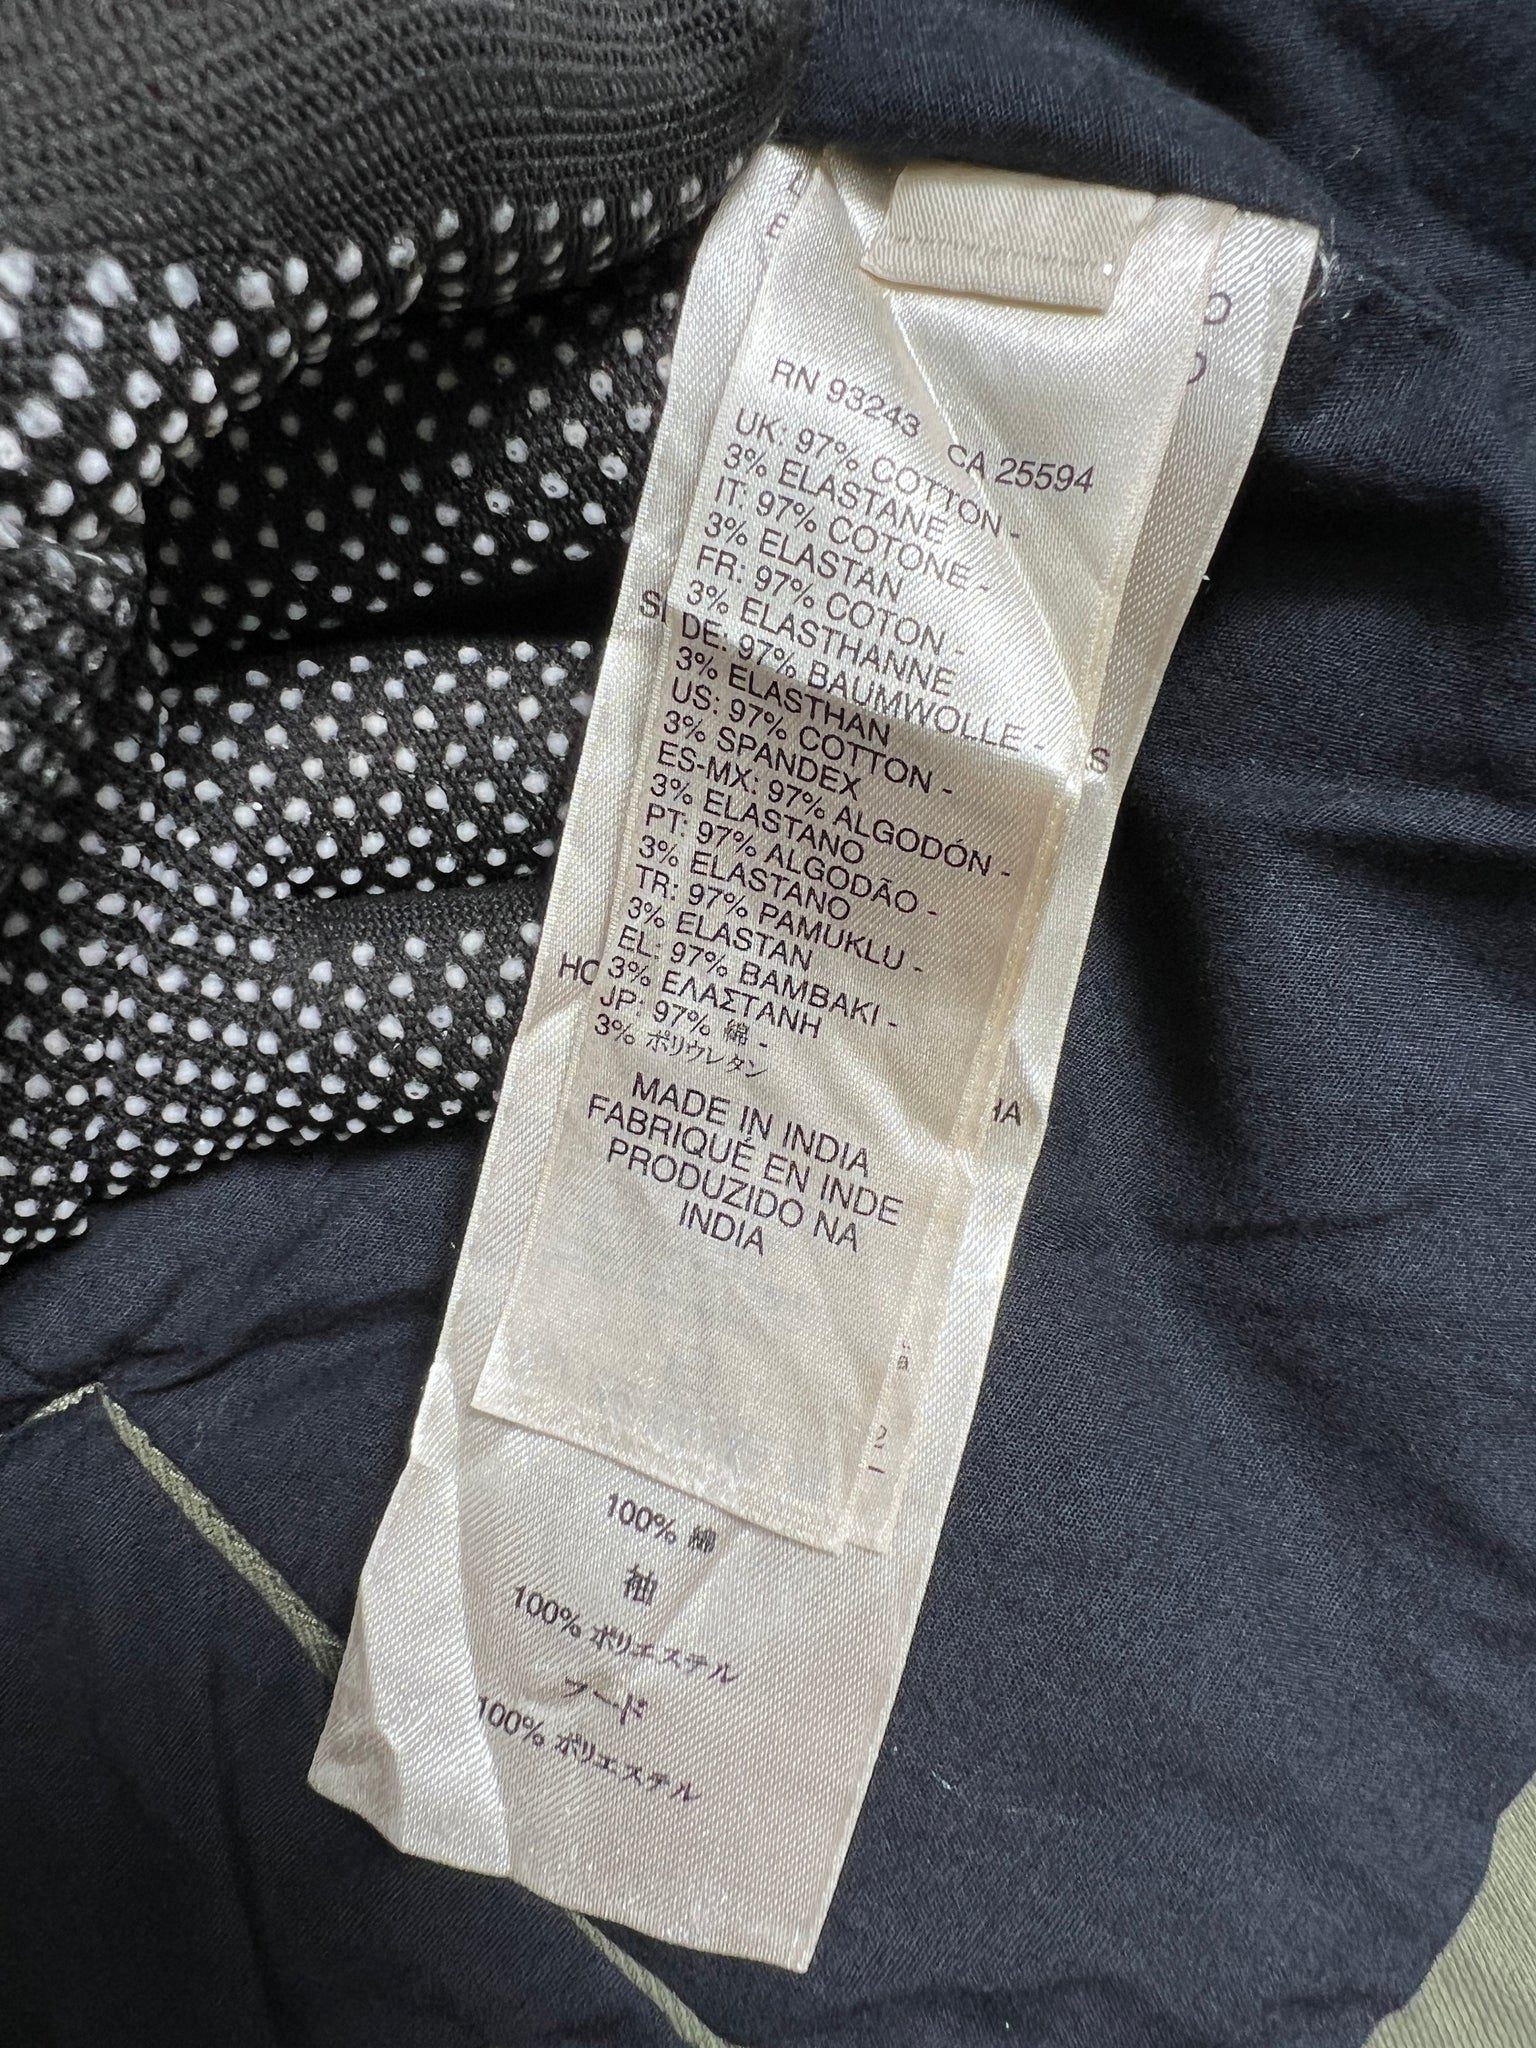 RN 93243 CA 25594
UK: 97% COTTON -
3% ELASTANE
IT: 97% COTONE -
3% ELASTAN
FR: 97% COTON -
3% ELASTHANNE
DE: 97% BAUMWOLLE -
3% ELASTHAN
US: 97% COTTON -
3% SPANDEX
ES-MX: 97% ALGODÓN -
3% ELASTANO
PT: 97% ALGODÃO -
3% ELASTANO
TR: 97% PAMUKLU -
3% ELASTAN
EL: 97% ΒΑΜΒΑΚΙ -
3% ΕΛΑΣΤΑΝΗ
JP: 97% 綿 -
3% ポリウレタン
MADE IN INDIA
FABRIQUÉ EN INDE
PRODUZIDO NA
INDIA
100% 綿
袖
100% ポリエステル
フード
100% ポリエステル